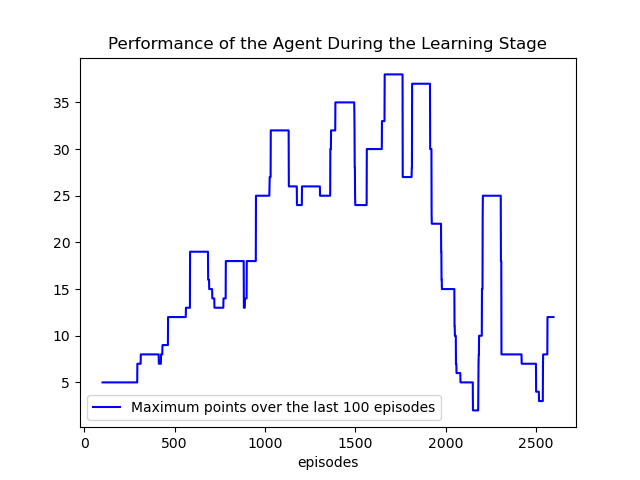 Performance of the Agent During the Learning Stage
35
30
25
20
15
10
5
Maximum points over the last 100 episodes
0 500 1000 1500 2000 2500
episodes